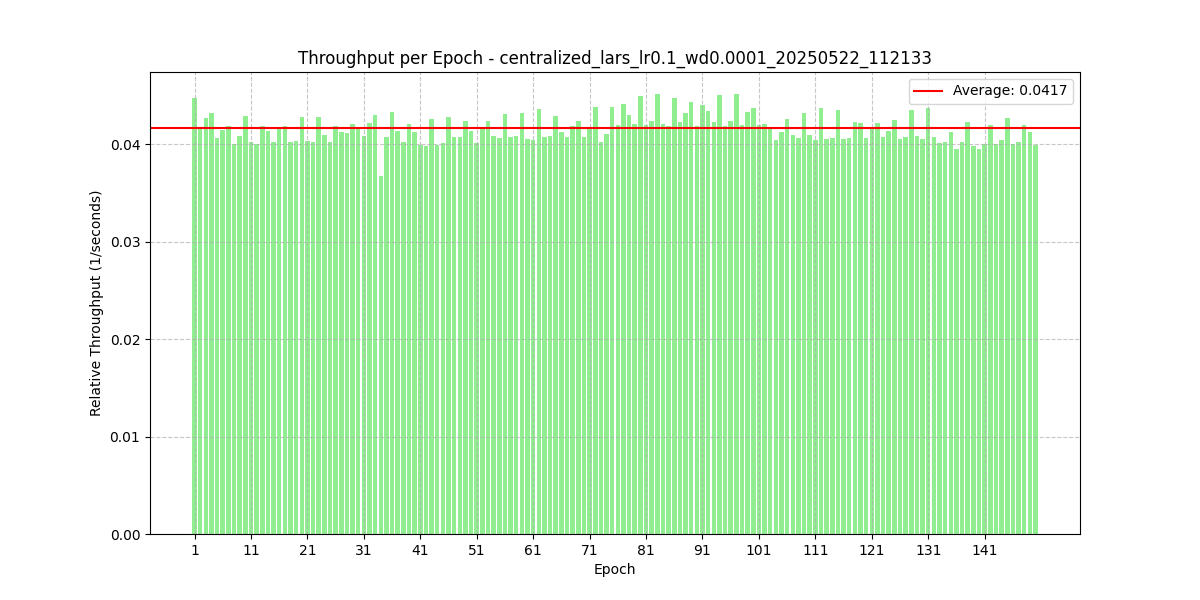 Throughput per Epoch - centralized_lars_lr0.1_wd0.0001_20250522_112133
Average: 0.0417
Relative Throughput (1/seconds)
0.04
0.03
0.02
0.01
0.00
1 11 21 31 41 51 61 71 81 91 101 111 121 131 141
Epoch